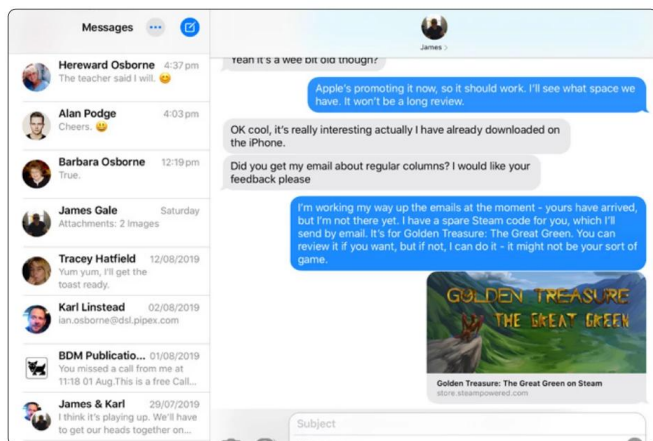 Messages
Hereward Osborne 4:37 pm
The teacher said I will. 😊
Alan Podge 4:03 pm
Cheers. 😃
Barbara Osborne 12:19 pm
True.
James Gale Saturday
Attachments: 2 Images
Tracey Hatfield 12/08/2019
Yum yum, I'll get the
toast ready.
Karl Linstead 02/08/2019
ian.osborne@dsl.pipex.com
BDM Publicatio... 01/08/2019
You missed a call from me at
11:18 01 Aug.This is a free Call...
James & Karl 29/07/2019
I think it's playing up. We'll have
to get our heads together on...
James >
Yeah it's a wee bit old though?
Apple's promoting it now, so it should work. I'll see what space we
have. It won't be a long review.
OK cool, it's really interesting actually I have already downloaded on
the iPhone.
Did you get my email about regular columns? I would like your
feedback please
I'm working my way up the emails at the moment - yours have arrived,
but I'm not there yet. I have a spare Steam code for you, which I'll
send by email. It's for Golden Treasure: The Great Green. You can
review it if you want, but if not, I can do it - it might not be your sort of
game.
GOLDEN TREASURE
THE GREAT GREEN
Golden Treasure: The Great Green on Steam
store.steampowered.com
Subject